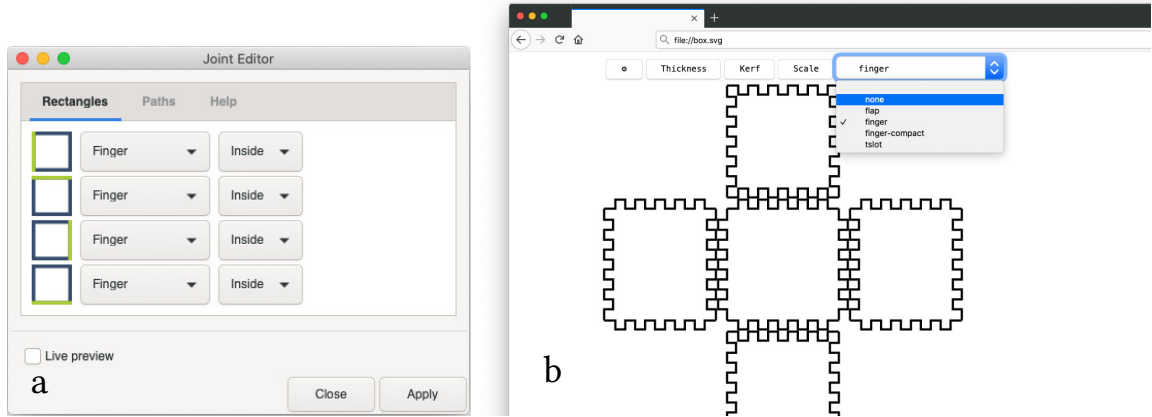 Joint Editor
Rectangles Paths Help
Finger Inside
Finger Inside
Finger Inside
Finger Inside
Live preview
a
Close Apply
file://box.svg
Thickness Kerf Scale finger
none
flap
✓ finger
finger-compact
tslot
b